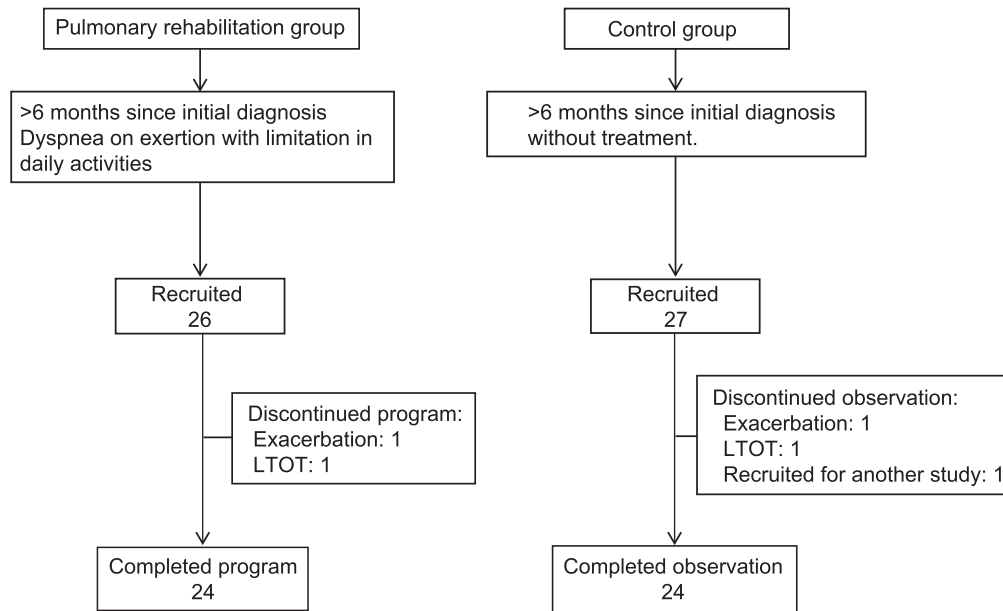 Pulmonary rehabilitation group
>6 months since initial diagnosis
Dyspnea on exertion with limitation in
daily activities
Recruited
26
Discontinued program:
Exacerbation: 1
LTOT: 1
Completed program
24
Control group
>6 months since initial diagnosis
without treatment.
Recruited
27
Discontinued observation:
Exacerbation: 1
LTOT: 1
Recruited for another study: 1
Completed observation
24